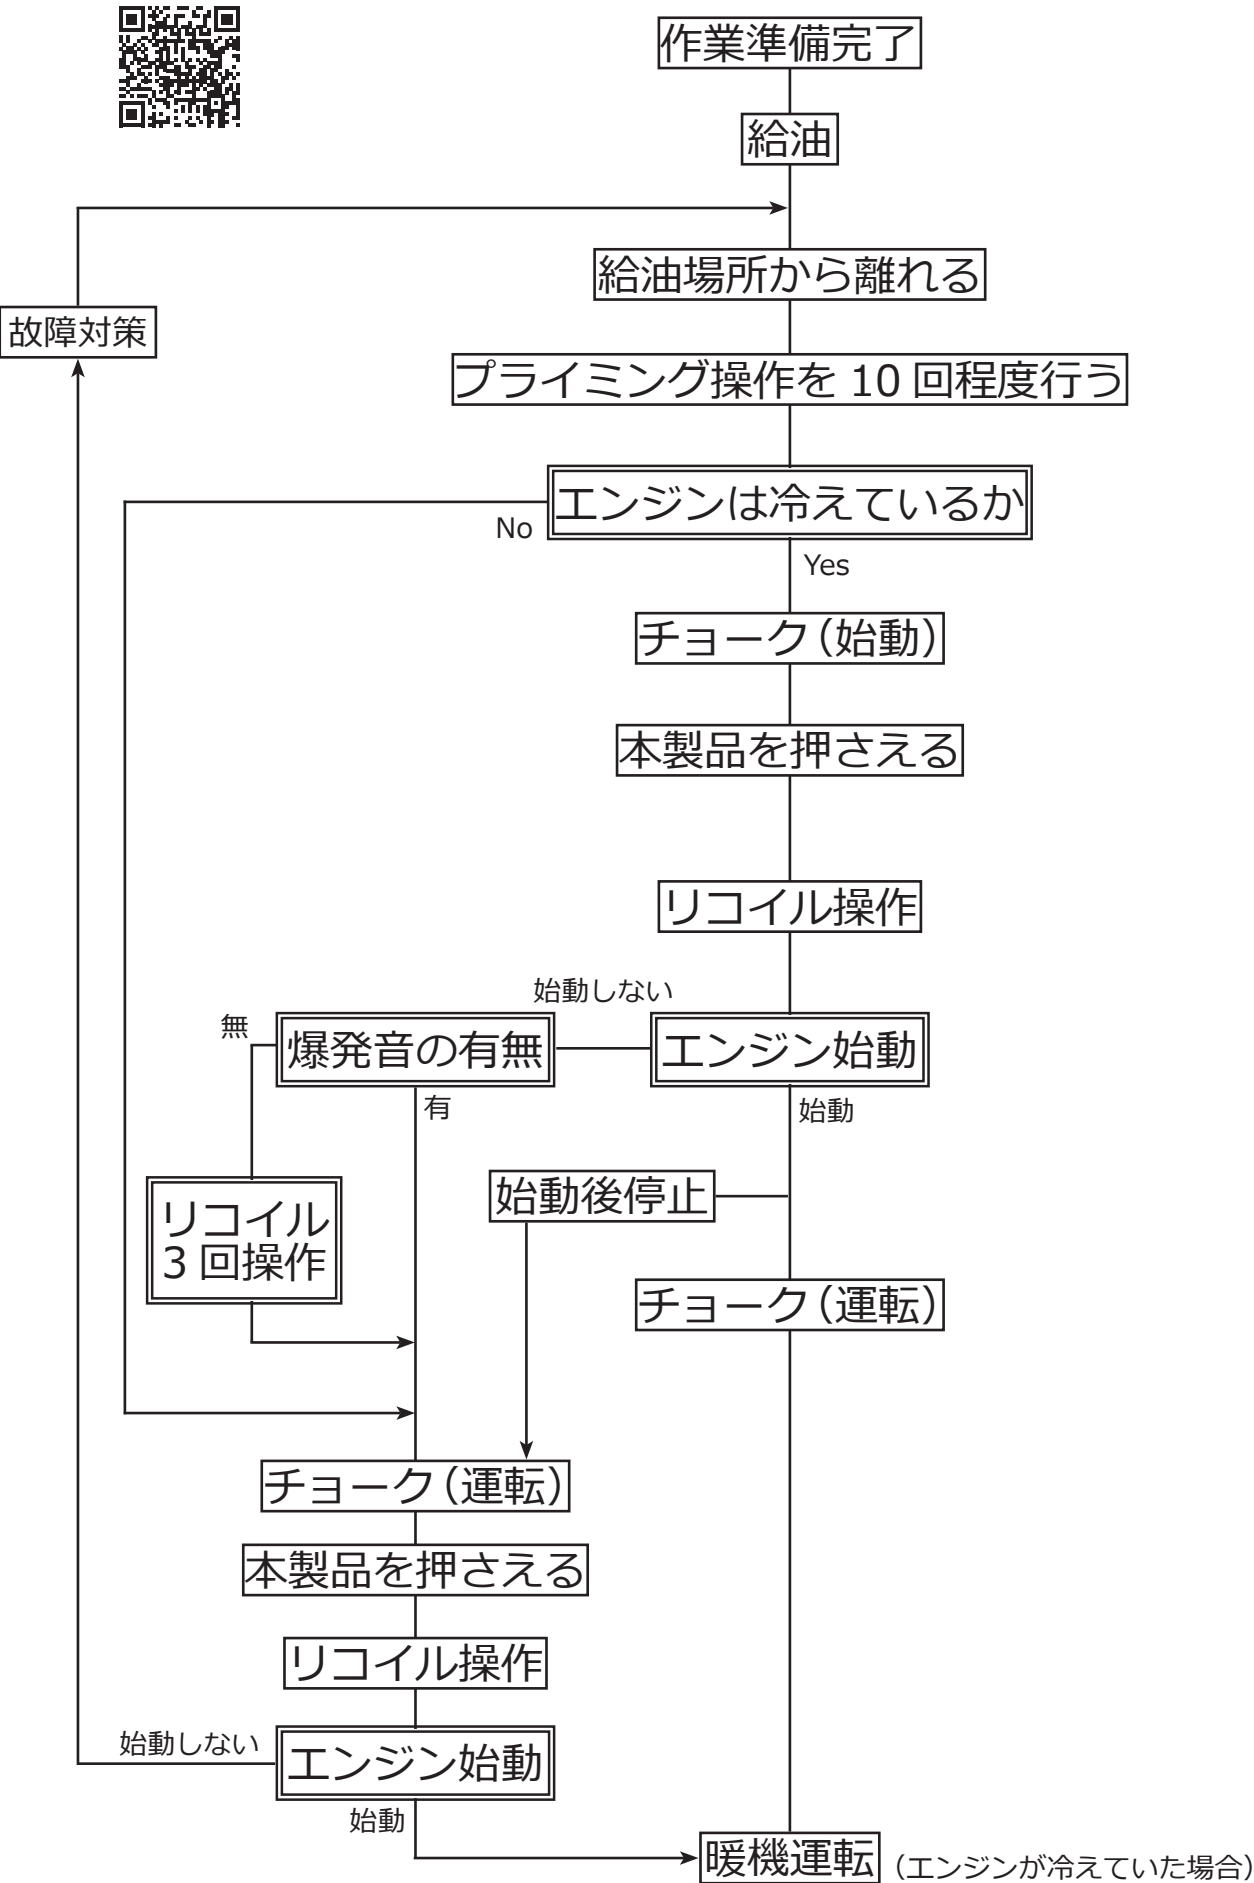 作業準備完了
給油
給油場所から離れる
故障対策
プライミング操作を 10 回程度行う
エンジンは冷えているか
No
Yes
チョーク（始動）
本製品を押さえる
リコイル操作
始動しない
無
爆発音の有無
エンジン始動
有
始動
始動後停止
リコイル
3 回操作
チョーク（運転）
チョーク（運転）
本製品を押さえる
リコイル操作
始動しない
エンジン始動
始動
暖機運転
（エンジンが冷えていた場合）